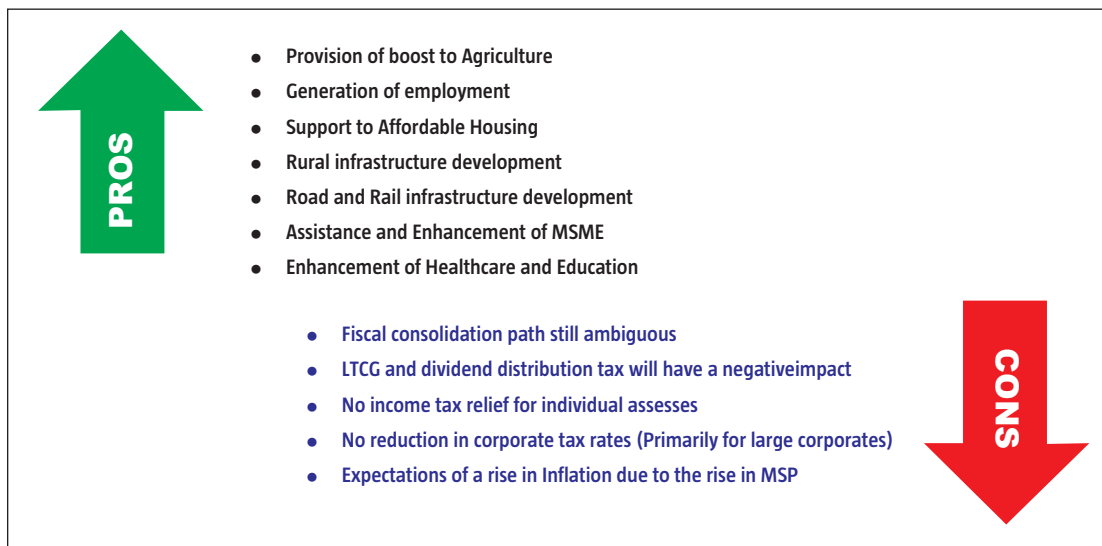 PROS
● Provision of boost to Agriculture
● Generation of employment
● Support to Affordable Housing
● Rural infrastructure development
● Road and Rail infrastructure development
● Assistance and Enhancement of MSME
● Enhancement of Healthcare and Education
CONS
● Fiscal consolidation path still ambiguous
● LTCG and dividend distribution tax will have a negativeimpact
● No income tax relief for individual assesses
● No reduction in corporate tax rates (Primarily for large corporates)
● Expectations of a rise in Inflation due to the rise in MSP